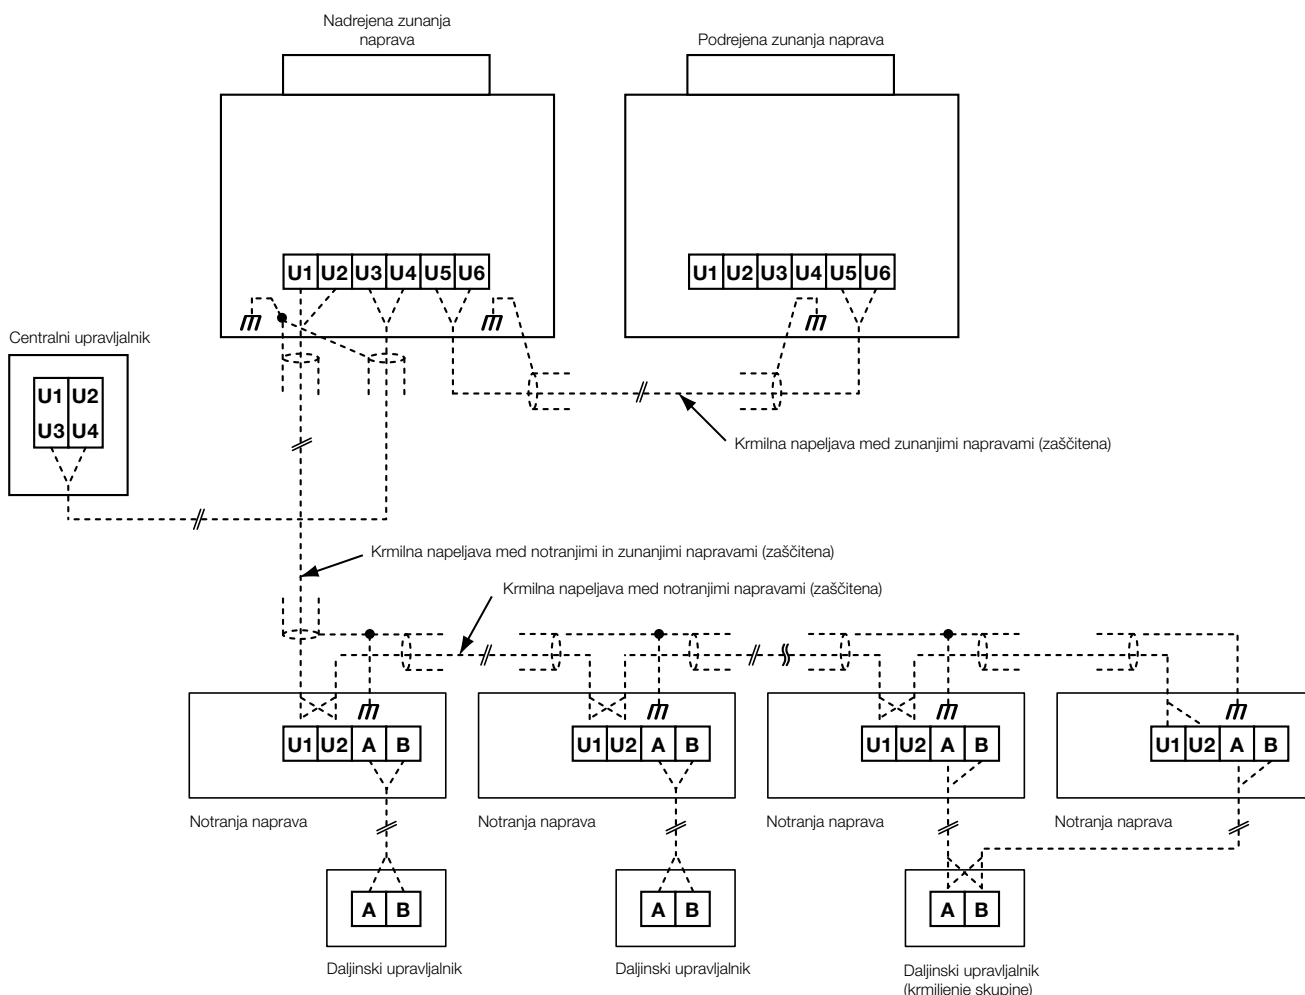 Nadrejena zunanja
naprava
Podrejena zunanja naprava
U1 U2 U3 U4 U5 U6
U1 U2 U3 U4 U5 U6
Centralni upravljalnik
U1 U2
U3 U4
Krmilna napeljava med zunanjimi napravami (zaščitena)
Krmilna napeljava med notranjimi in zunanjimi napravami (zaščitena)
Krmilna napeljava med notranjimi napravami (zaščitena)
U1 U2 A B
U1 U2 A B
U1 U2 A B
U1 U2 A B
Notranja naprava
Notranja naprava
Notranja naprava
Notranja naprava
A B
A B
A B
Daljinski upravljalnik
Daljinski upravljalnik
Daljinski upravljalnik
(krmiljenje skupine)